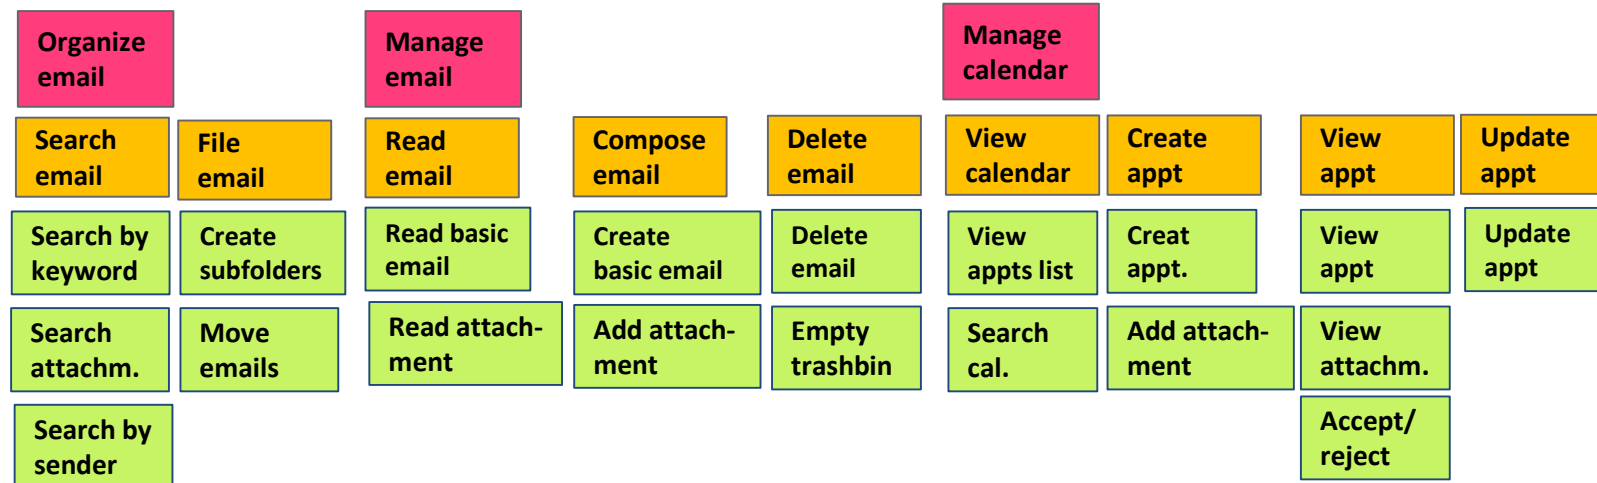 Organize
email
Manage
email
Manage
calendar
Search
email
File
email
Read
email
Compose
email
Delete
email
View
calendar
Create
appt
View
appt
Update
appt
Search by
keyword
Create
subfolders
Read basic
email
Create
basic email
Delete
email
View
appts list
Creat
appt.
View
appt
Update
appt
Search
attachm.
Move
emails
Read attach-
ment
Add attach-
ment
Empty
trashbin
Search
cal.
Add attach-
ment
View
attachm.
Search by
sender
Accept/
reject